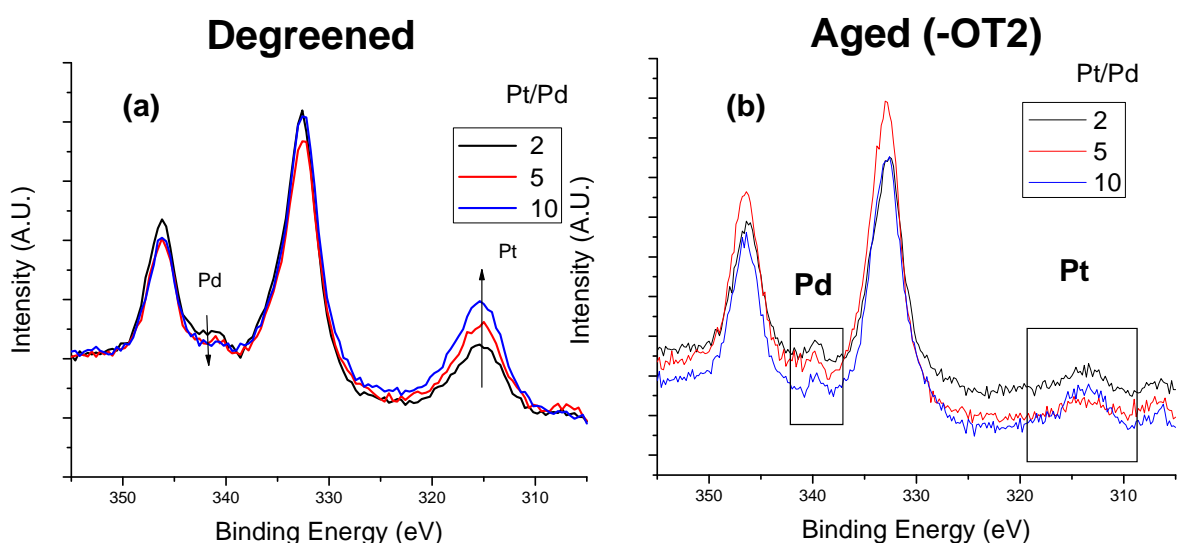 Degreened
(a)
Pt/Pd
2
5
10
Pd
Pt
Intensity (A.U.)
350 340 330 320 310
Binding Energy (eV)
Aged (-OT2)
(b)
Pt/Pd
2
5
10
Pd
Pt
Intensity (A.U.)
350 340 330 320 310
Binding Energy (eV)